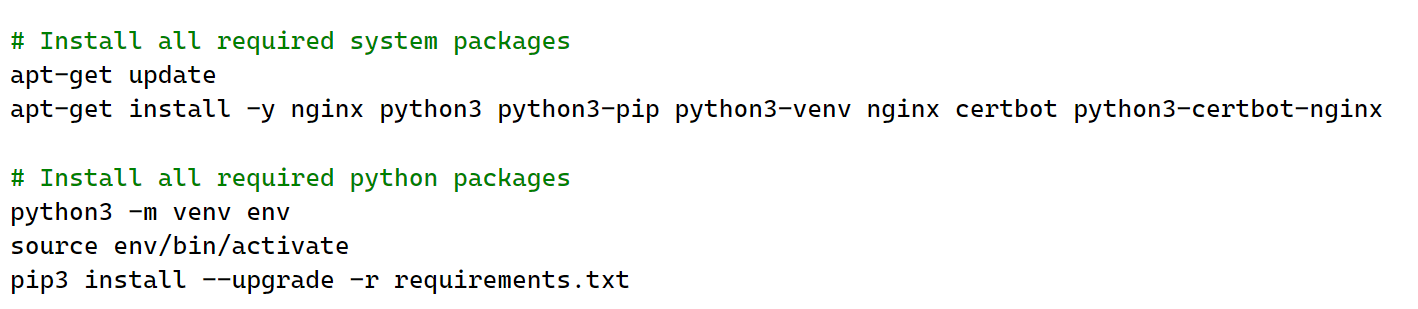 # Install all required system packages
apt-get update
apt-get install -y nginx python3 python3-pip python3-venv nginx certbot python3-certbot-nginx
# Install all required python packages
python3 -m venv env
source env/bin/activate
pip3 install --upgrade -r requirements.txt